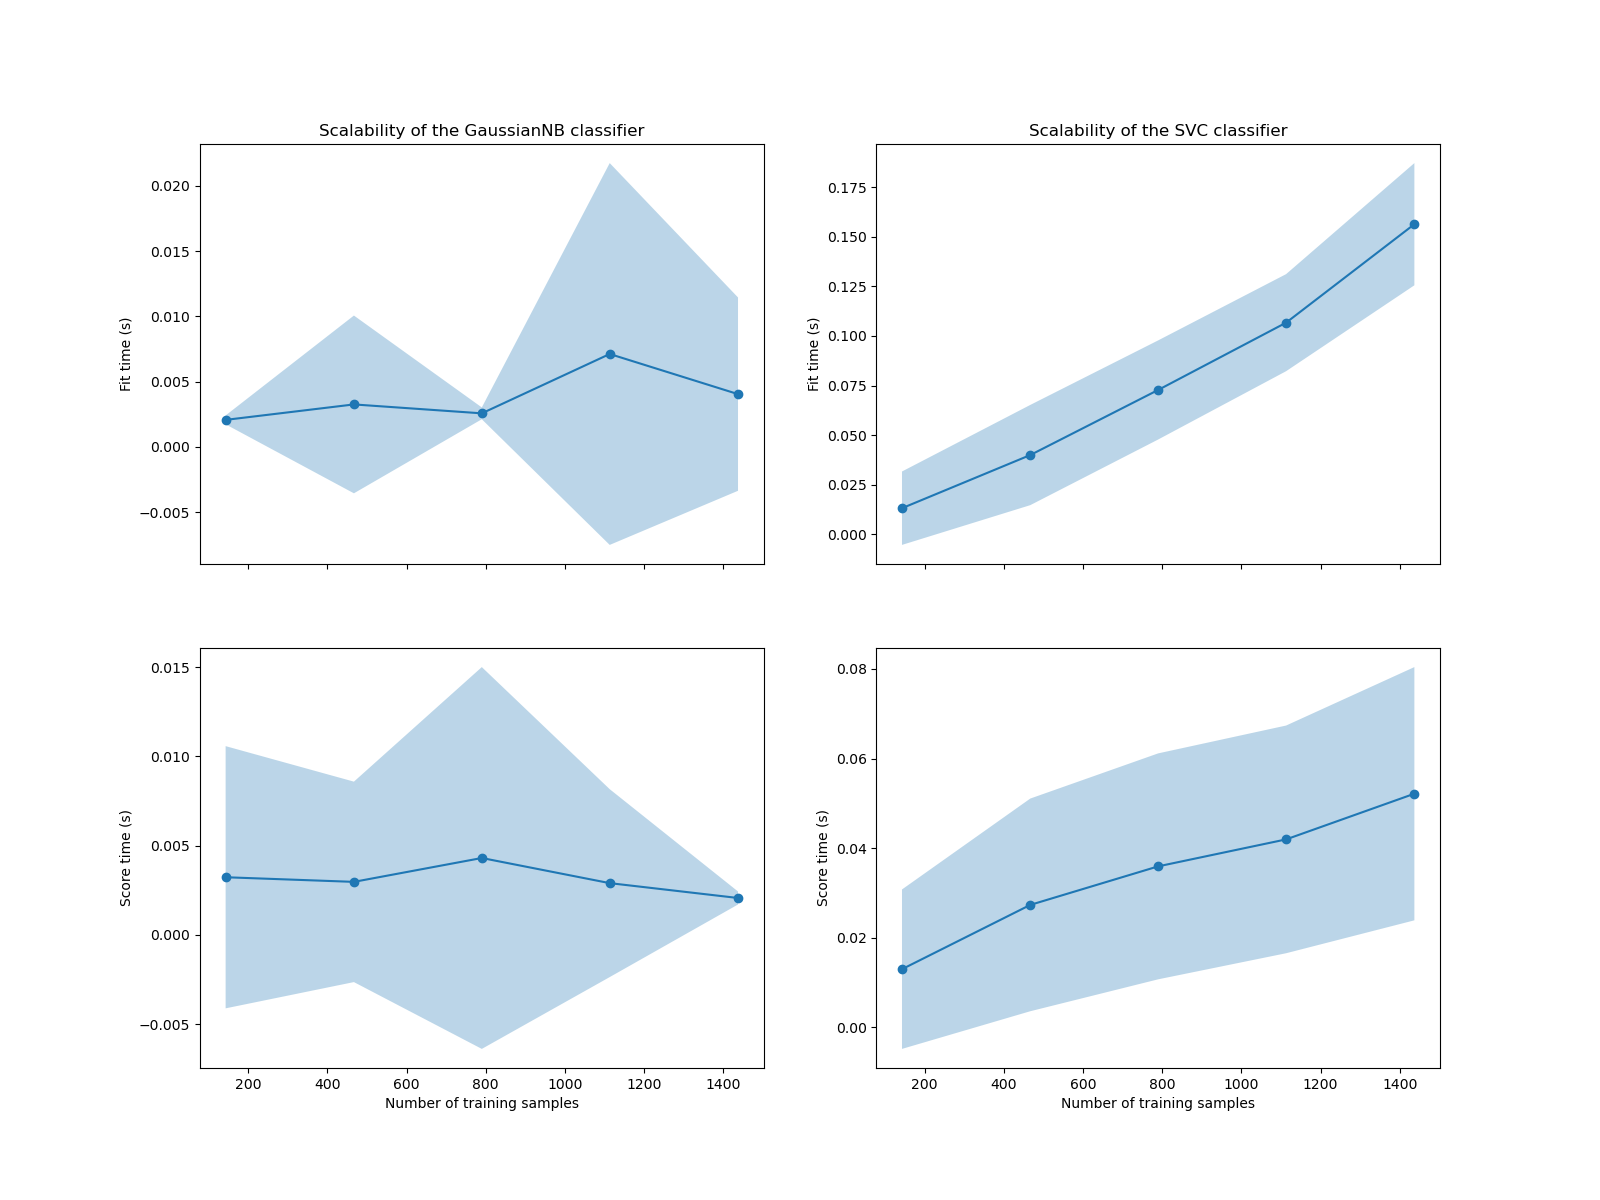 Scalability of the GaussianNB classifier
0.020
0.015
0.010
0.005
0.000
−0.005
Fit time (s)
Scalability of the SVC classifier
0.175
0.150
0.125
0.100
0.075
0.050
0.025
0.000
Fit time (s)
0.015
0.010
0.005
0.000
−0.005
Score time (s)
200 400 600 800 1000 1200 1400
Number of training samples
0.08
0.06
0.04
0.02
0.00
Score time (s)
200 400 600 800 1000 1200 1400
Number of training samples